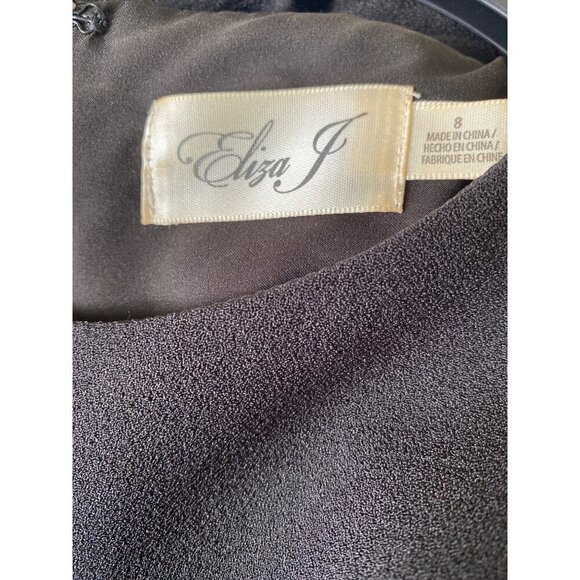 Eliza J
8
MADE IN CHINA/
HECHO EN CHINA/
FABRIQUE EN CHINE